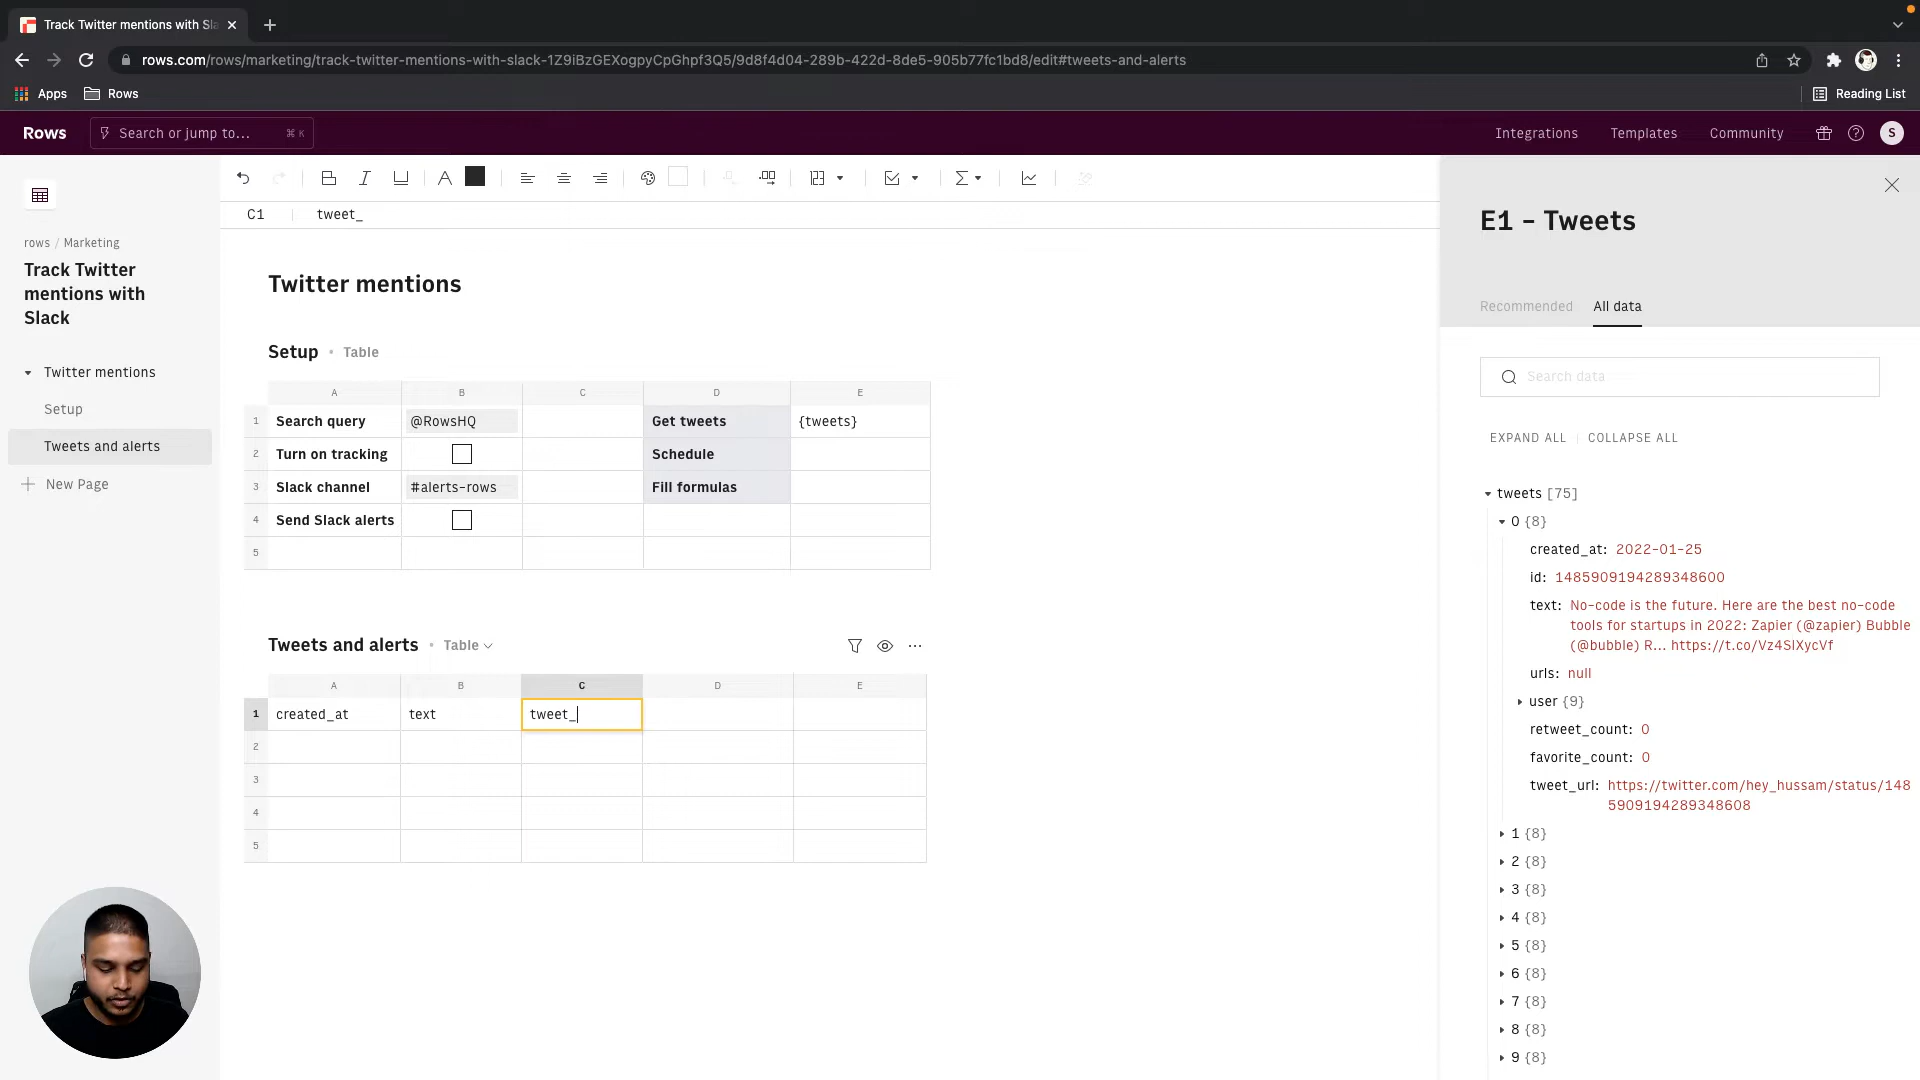 Track Twitter mentions with Sla
rows.com/rows/marketing/track-twitter-mentions-with-slack-1Z9iBzGEXogpyCpGhpf3Q5/9d8f4d04-289b-422d-8de5-905b77fc1bd8/edit#tweets-and-alerts
Apps Rows Reading List
Rows Search or jump to... ⌘ K Integrations Templates Community S
C1 tweet_
rows / Marketing
Track Twitter
mentions with
Slack
Twitter mentions
Setup
Tweets and alerts
New Page
Twitter mentions
Setup • Table
A B C D E
1 Search query @RowsHQ Get tweets {tweets}
2 Turn on tracking Schedule
3 Slack channel #alerts-rows Fill formulas
4 Send Slack alerts
5
Tweets and alerts • Table
A B C D E
1 created_at text tweet_
2
3
4
5
E1 - Tweets
Recommended All data
Search data
EXPAND ALL COLLAPSE ALL
tweets [75]
0 {8}
created_at: 2022-01-25
id: 1485909194289348600
text: No-code is the future. Here are the best no-code
tools for startups in 2022: Zapier (@zapier) Bubble
(@bubble) R... https://t.co/Vz4SlXycVf
urls: null
user {9}
retweet_count: 0
favorite_count: 0
tweet_url: https://twitter.com/hey_hussam/status/148
5909194289348608
1 {8}
2 {8}
3 {8}
4 {8}
5 {8}
6 {8}
7 {8}
8 {8}
9 {8}